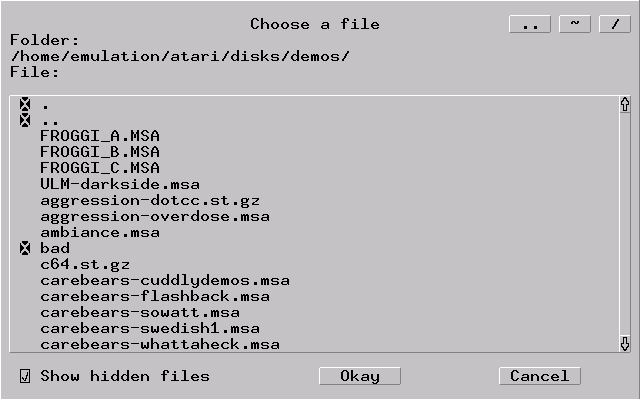 Choose a file
.. ~ /
Folder:
/home/emulation/atari/disks/demos/
File:
.
..
FROGGI_A.MSA
FROGGI_B.MSA
FROGGI_C.MSA
ULM-darkside.msa
aggression-dotcc.st.gz
aggression-overdose.msa
ambiance.msa
bad
c64.st.gz
carebears-cuddlydemos.msa
carebears-flashback.msa
carebears-sowatt.msa
carebears-swedish1.msa
carebears-whattaheck.msa
Show hidden files
Okay
Cancel